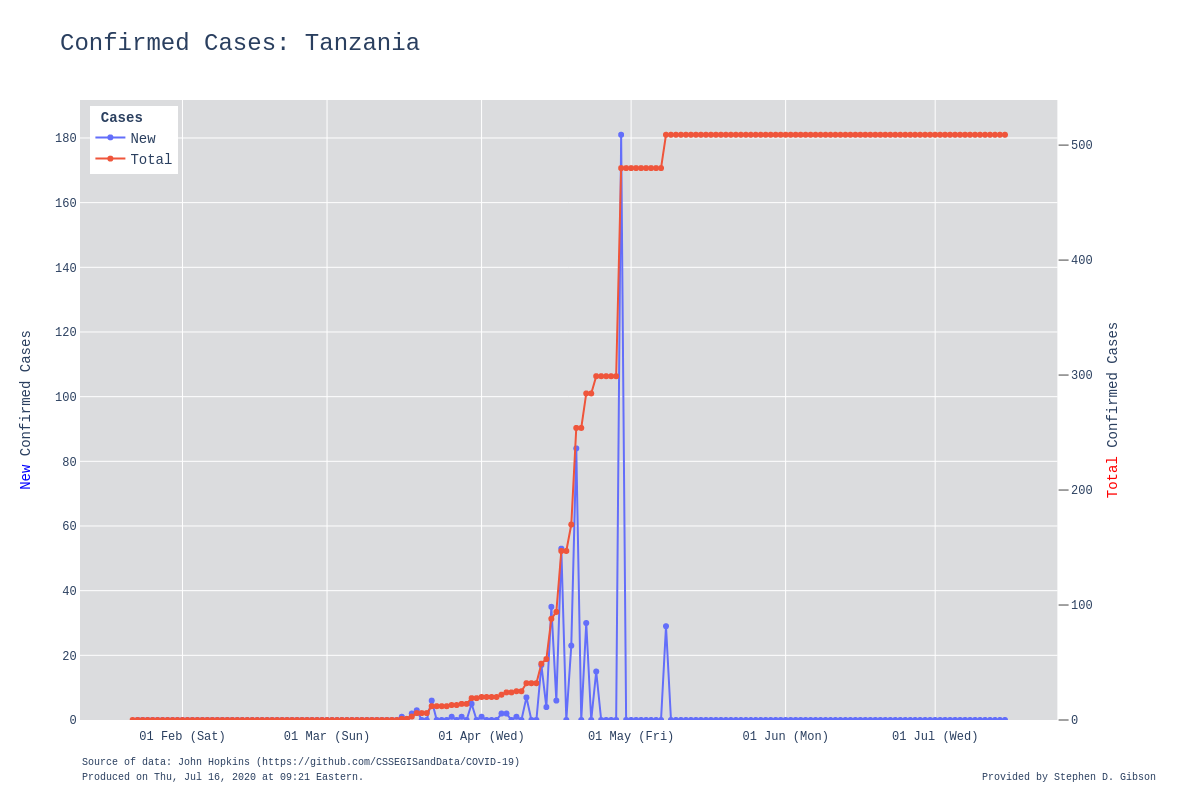 Confirmed Cases: Tanzania
Cases
New
Total
180
160
140
120
100
80
60
40
20
0
500
400
300
200
100
0
New Confirmed Cases
Total Confirmed Cases
01 Feb (Sat)
01 Mar (Sun)
01 Apr (Wed)
01 May (Fri)
01 Jun (Mon)
01 Jul (Wed)
Source of data: John Hopkins (https://github.com/CSSEGISandData/COVID-19)
Produced on Thu, Jul 16, 2020 at 09:21 Eastern.
Provided by Stephen D. Gibson